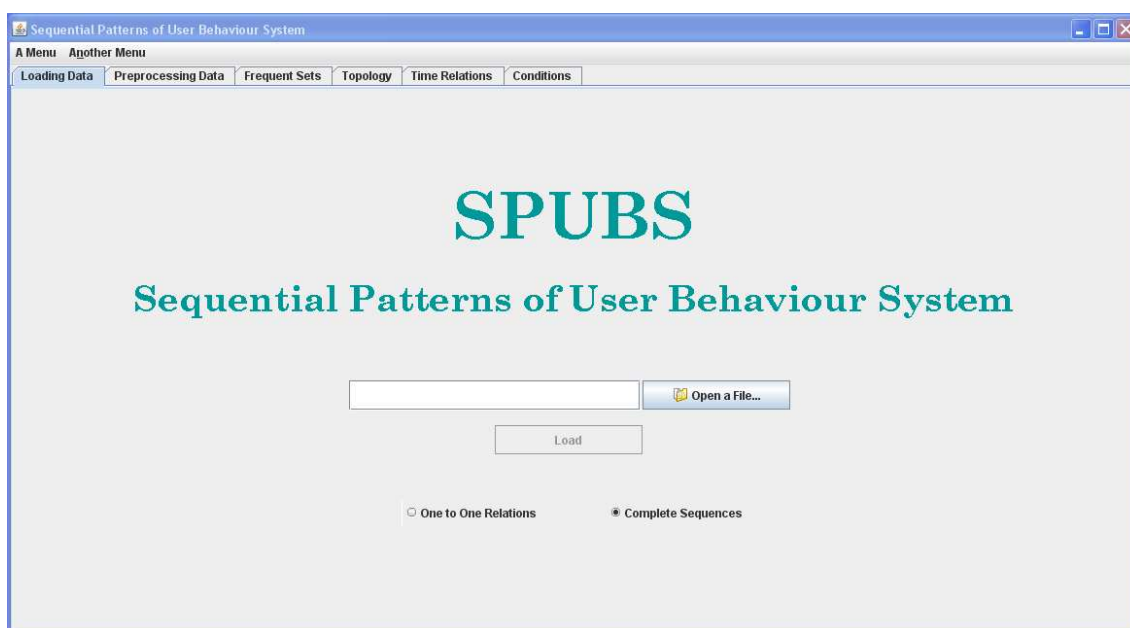 Sequential Patterns of User Behaviour System
A Menu Another Menu
Loading Data Preprocessing Data Frequent Sets Topology Time Relations Conditions
SPUBS
Sequential Patterns of User Behaviour System
Open a File...
Load
One to One Relations Complete Sequences